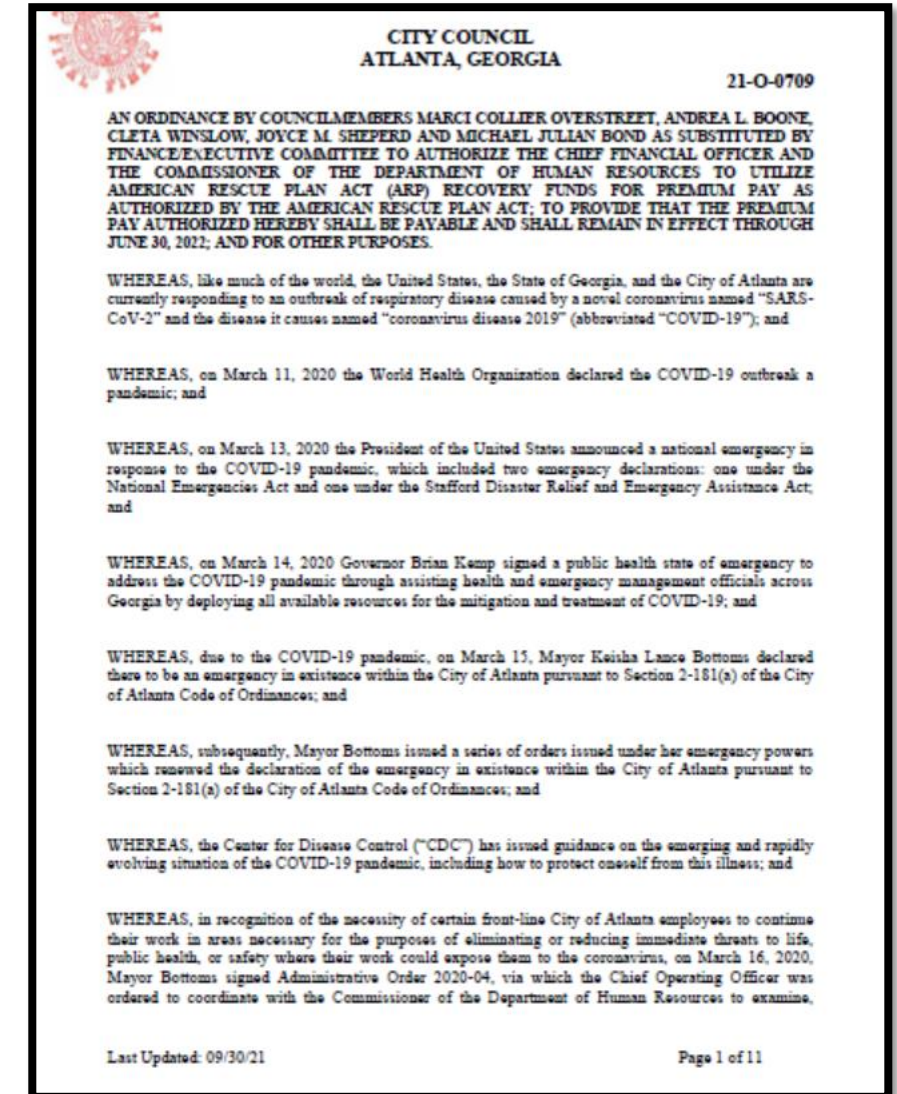 FINAL FINAL
CITY COUNCIL
ATLANTA, GEORGIA
21-O-0709
AN ORDINANCE BY COUNCILMEMBERS MARCI COLLIER OVERSTREET, ANDREA L. BOONE,
CLETA WINSLOW, JOYCE M. SHEPERD AND MICHAEL JULIAN BOND AS SUBSTITUTED BY
FINANCE/EXECUTIVE COMMITTEE TO AUTHORIZE THE CHIEF FINANCIAL OFFICER AND
THE COMMISSIONER OF THE DEPARTMENT OF HUMAN RESOURCES TO UTILIZE
AMERICAN RESCUE PLAN ACT (ARP) RECOVERY FUNDS FOR PREMIUM PAY AS
AUTHORIZED BY THE AMERICAN RESCUE PLAN ACT; TO PROVIDE THAT THE PREMIUM
PAY AUTHORIZED HEREBY SHALL BE PAYABLE AND SHALL REMAIN IN EFFECT THROUGH
JUNE 30, 2022; AND FOR OTHER PURPOSES.
WHEREAS, like much of the world, the United States, the State of Georgia, and the City of Atlanta are
currently responding to an outbreak of respiratory disease caused by a novel coronavirus named “SARS-
CoV-2” and the disease it causes named “coronavirus disease 2019” (abbreviated “COVID-19”); and
WHEREAS, on March 11, 2020 the World Health Organization declared the COVID-19 outbreak a
pandemic; and
WHEREAS, on March 13, 2020 the President of the United States announced a national emergency in
response to the COVID-19 pandemic, which included two emergency declarations: one under the
National Emergencies Act and one under the Stafford Disaster Relief and Emergency Assistance Act;
and
WHEREAS, on March 14, 2020 Governor Brian Kemp signed a public health state of emergency to
address the COVID-19 pandemic through assisting health and emergency management officials across
Georgia by deploying all available resources for the mitigation and treatment of COVID-19; and
WHEREAS, due to the COVID-19 pandemic, on March 15, Mayor Keisha Lance Bottoms declared
there to be an emergency in existence within the City of Atlanta pursuant to Section 2-181(a) of the City
of Atlanta Code of Ordinances; and
WHEREAS, subsequently, Mayor Bottoms issued a series of orders issued under her emergency powers
which renewed the declaration of the emergency in existence within the City of Atlanta pursuant to
Section 2-181(a) of the City of Atlanta Code of Ordinances; and
WHEREAS, the Center for Disease Control (“CDC”) has issued guidance on the emerging and rapidly
evolving situation of the COVID-19 pandemic, including how to protect oneself from this illness; and
WHEREAS, in recognition of the necessity of certain front-line City of Atlanta employees to continue
their work in areas necessary for the purposes of eliminating or reducing immediate threats to life,
public health, or safety where their work could expose them to the coronavirus, on March 16, 2020,
Mayor Bottoms signed Administrative Order 2020-04, via which the Chief Operating Officer was
ordered to coordinate with the Commissioner of the Department of Human Resources to examine,
Last Updated: 09/30/21
Page 1 of 11